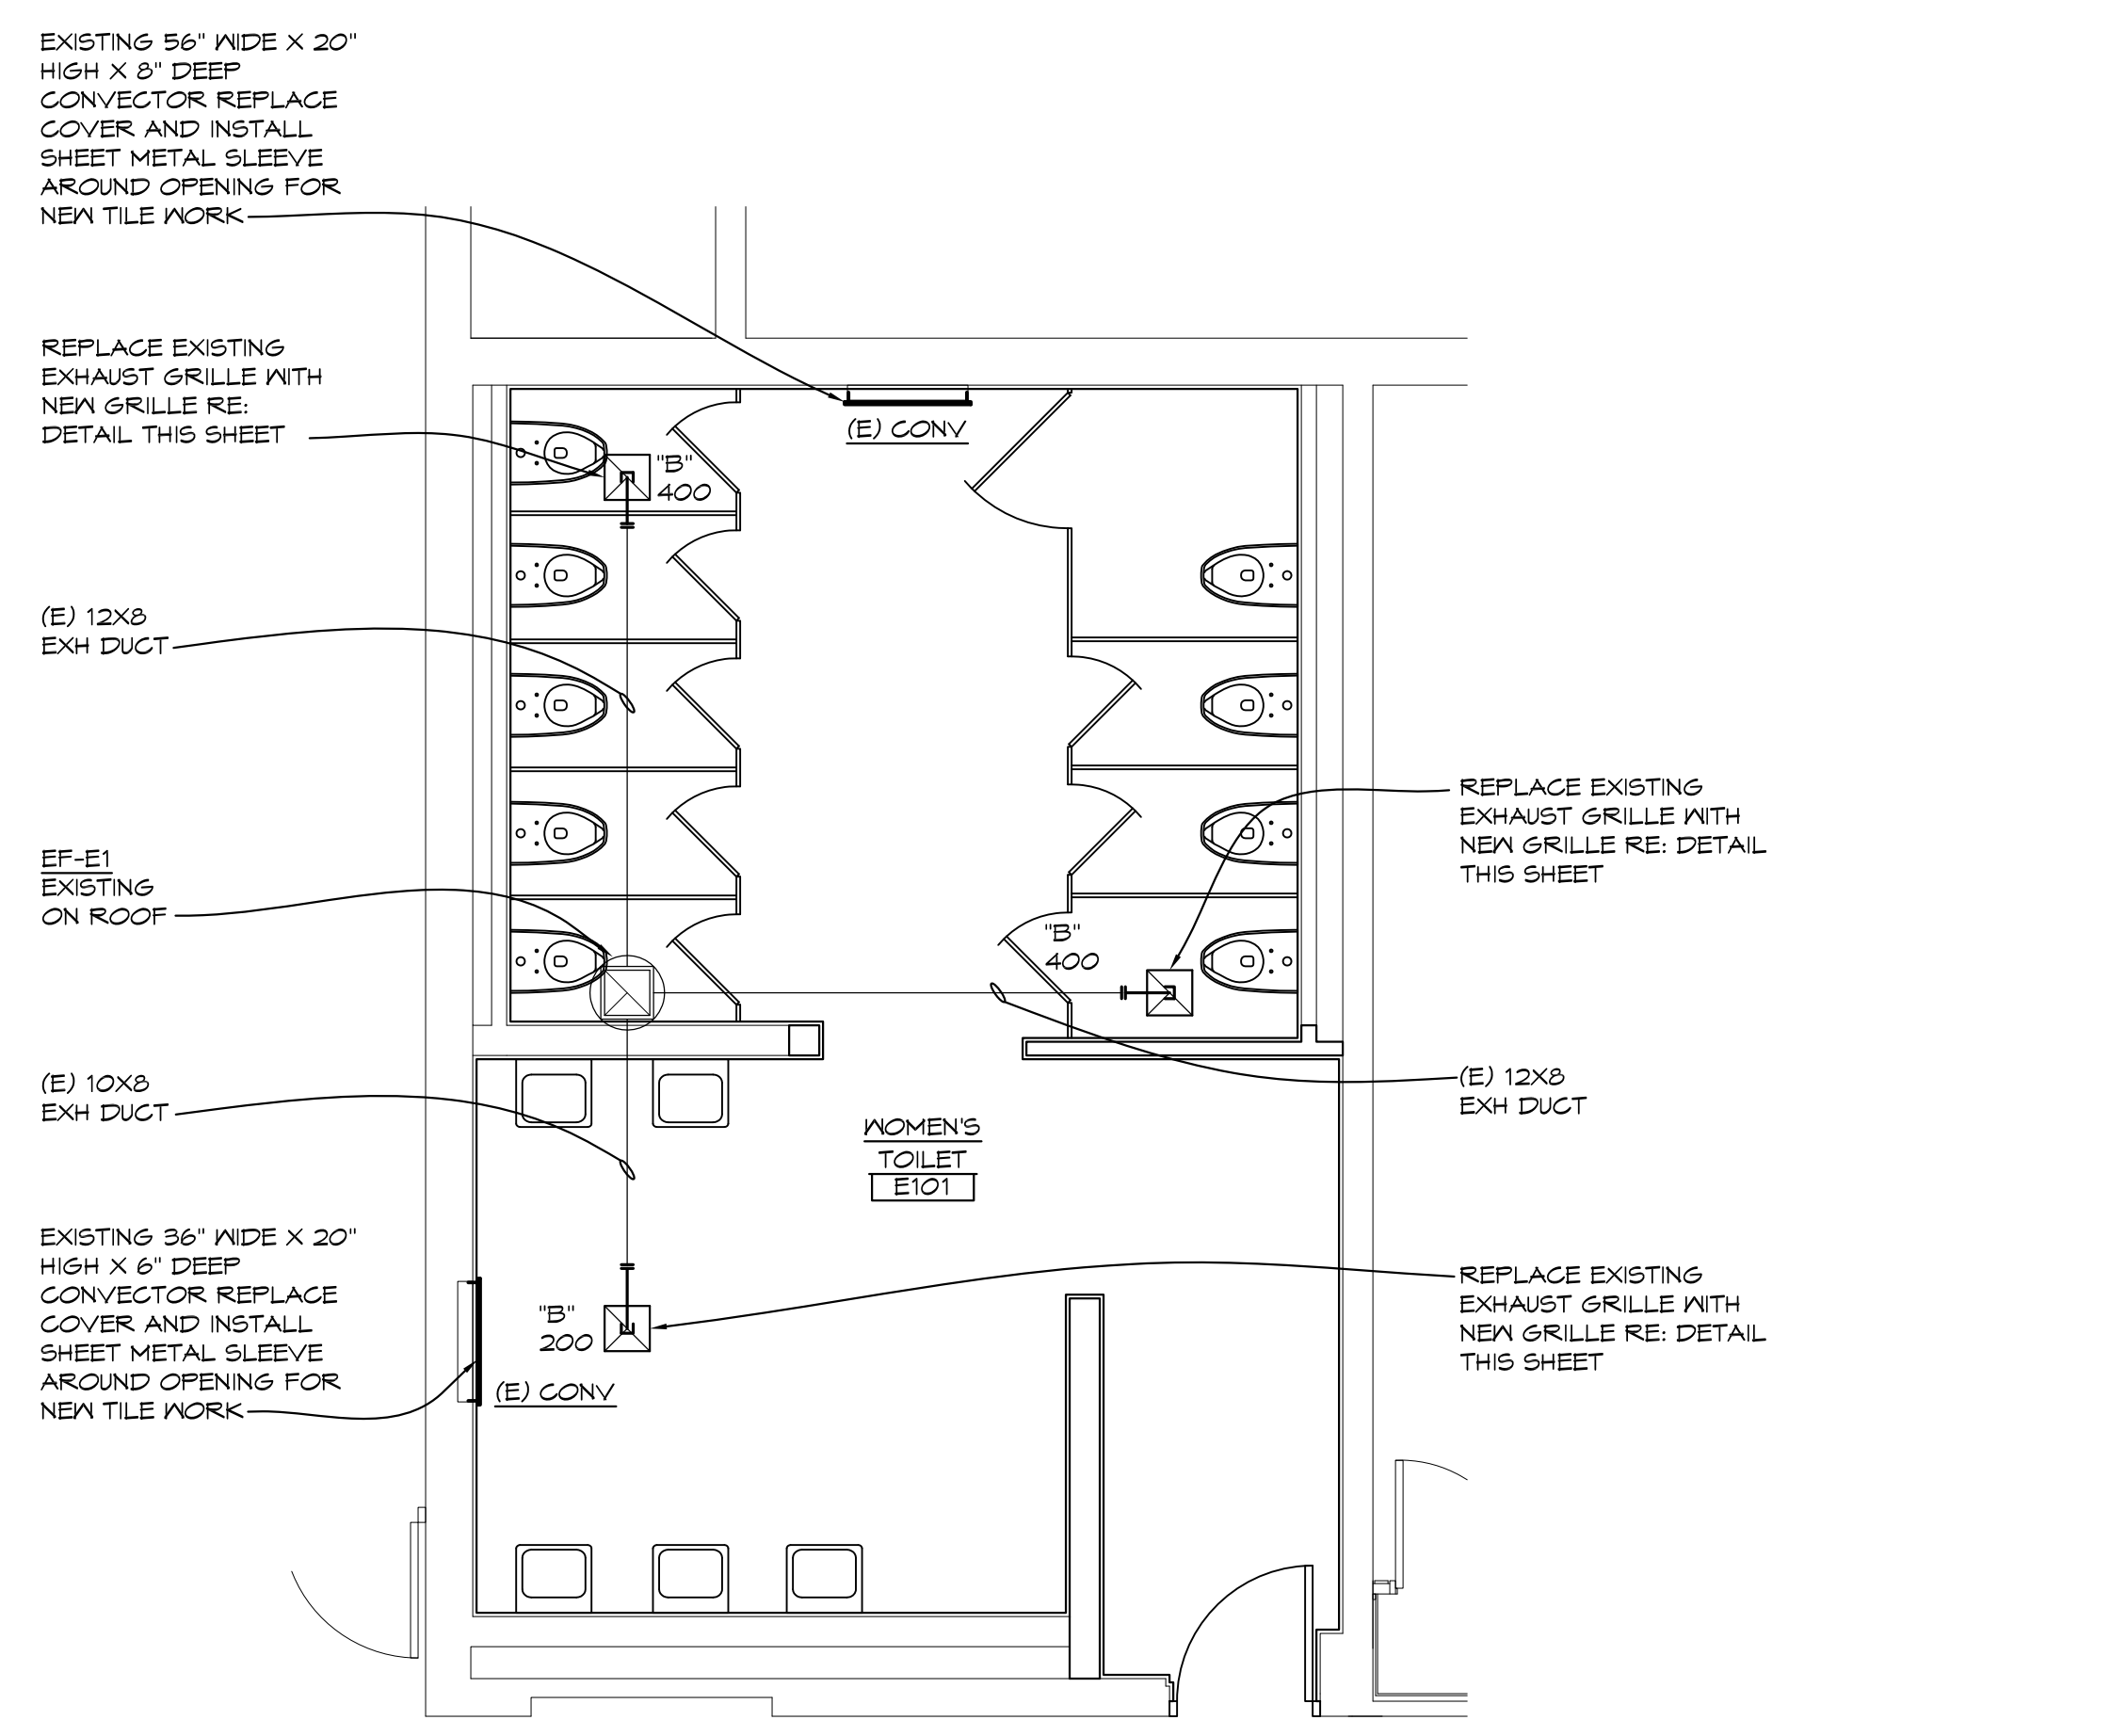 EXISTING 56" WIDE X 20"
HIGH X 8" DEEP
CONVECTOR REPLACE
COVER AND INSTALL
SHEET METAL SLEEVE
AROUND OPENING FOR
NEW TILE WORK
REPLACE EXISTING
EXHAUST GRILLE WITH
NEW GRILLE RE:
DETAIL THIS SHEET
(E) CONV
"B"
400
(E) 12X8
EXH DUCT
REPLACE EXISTING
EXHAUST GRILLE WITH
NEW GRILLE RE: DETAIL
THIS SHEET
EF-E1
EXISTING
ON ROOF
"B"
400
(E) 10X8
EXH DUCT
(E) 12X8
EXH DUCT
WOMEN'S
TOILET
E101
EXISTING 36" WIDE X 20"
HIGH X 6" DEEP
CONVECTOR REPLACE
COVER AND INSTALL
SHEET METAL SLEEVE
AROUND OPENING FOR
NEW TILE WORK
"B"
200
(E) CONV
REPLACE EXISTING
EXHAUST GRILLE WITH
NEW GRILLE RE: DETAIL
THIS SHEET